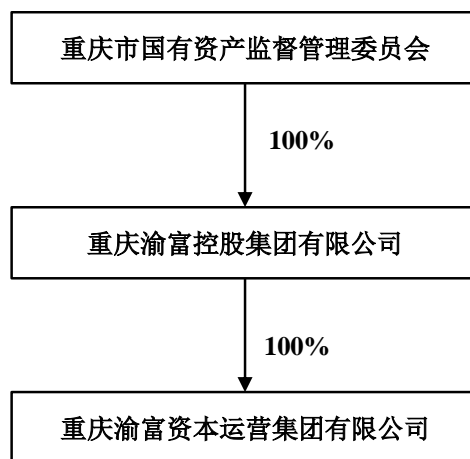 重庆市国有资产监督管理委员会
100%
重庆渝富控股集团有限公司
100%
重庆渝富资本运营集团有限公司